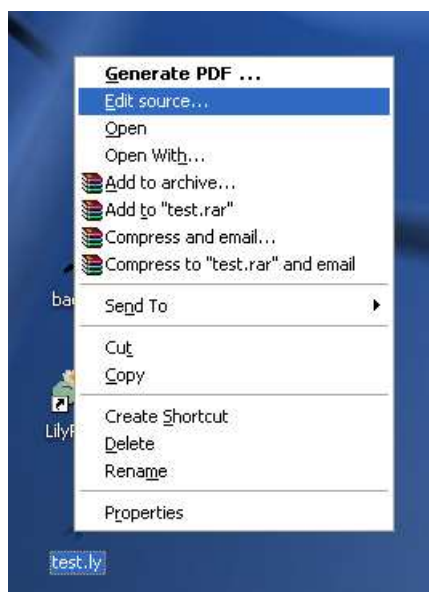 Generate PDF ...
Edit source...
Open
Open With...
Add to archive...
Add to "test.rar"
Compress and email...
Compress to "test.rar" and email
Send To
Cut
Copy
Create Shortcut
Delete
Rename
Properties
test.ly